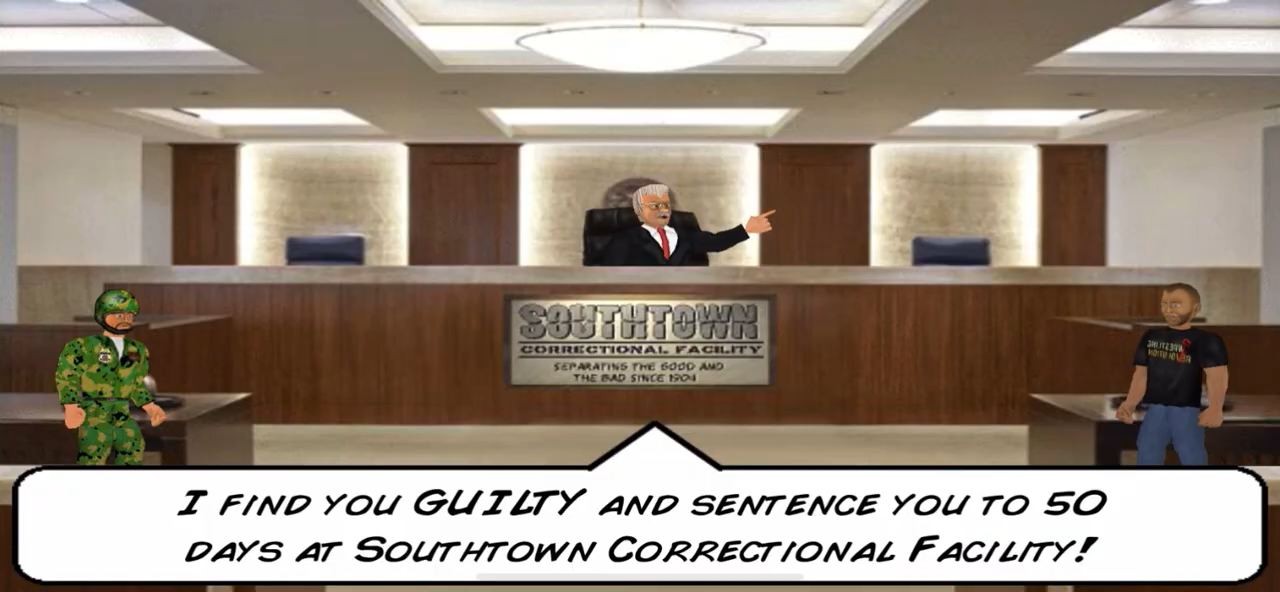 SOUTHTOWN
CORRECTIONAL FACILITY
SEPARATING THE GOOD AND
THE BAD SINCE 1904
I FIND YOU GUILTY AND SENTENCE YOU TO 50
DAYS AT SOUTHTOWN CORRECTIONAL FACILITY!